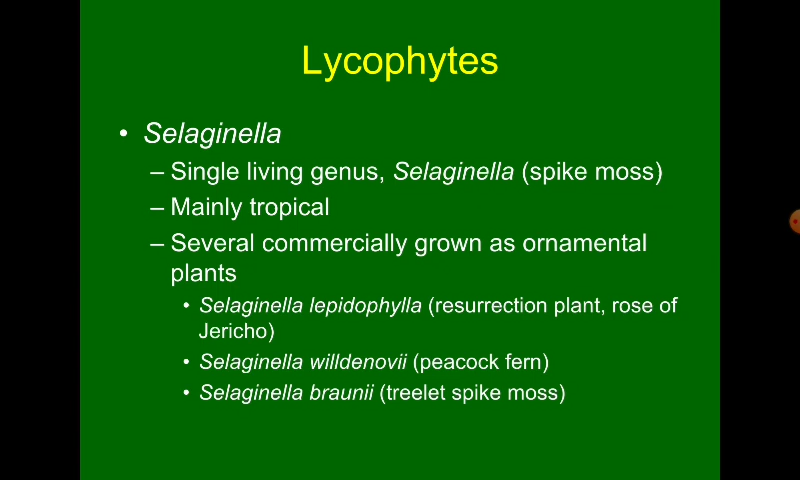 Lycophytes
• Selaginella
– Single living genus, Selaginella (spike moss)
– Mainly tropical
– Several commercially grown as ornamental
plants
• Selaginella lepidophylla (resurrection plant, rose of
Jericho)
• Selaginella willdenovii (peacock fern)
• Selaginella braunii (treelet spike moss)